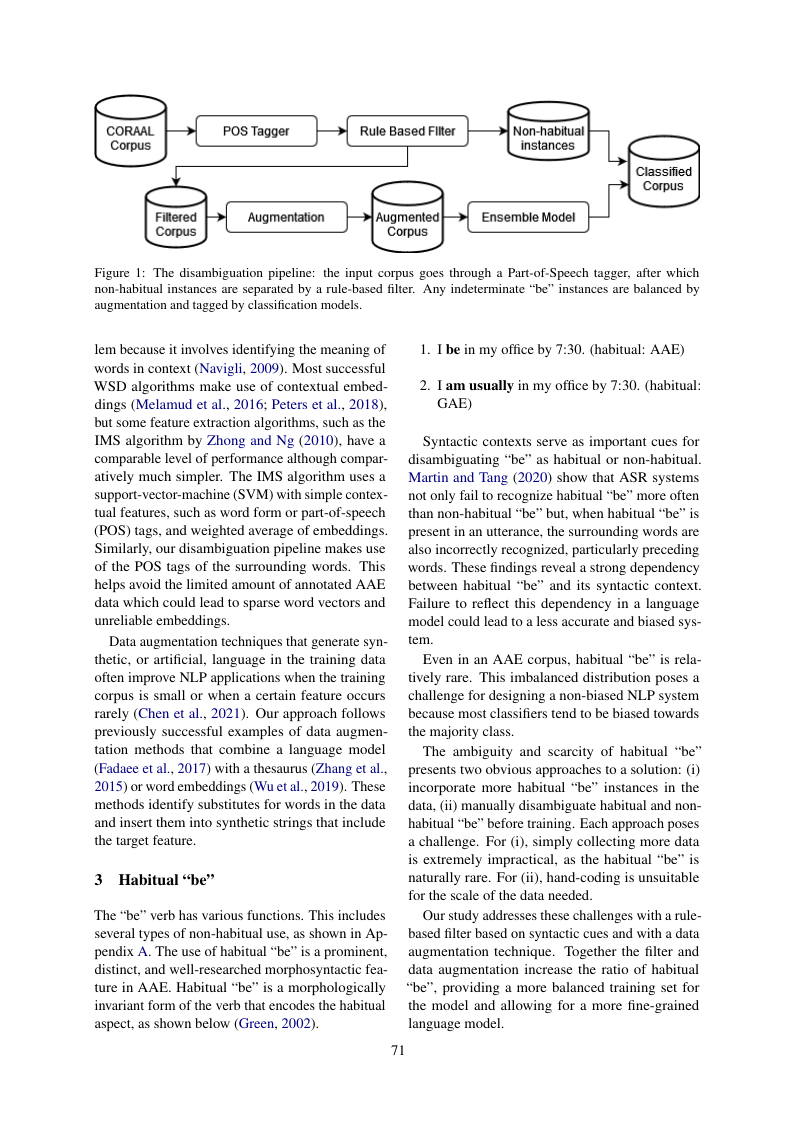 CORAAL
Corpus
POS Tagger
Rule Based Filter
Non-habitual
instances
Classified
Corpus
Filtered
Corpus
Augmentation
Augmented
Corpus
Ensemble Model
Figure 1: The disambiguation pipeline: the input corpus goes through a Part-of-Speech tagger, after which
non-habitual instances are separated by a rule-based filter. Any indeterminate “be” instances are balanced by
augmentation and tagged by classification models.
lem because it involves identifying the meaning of
words in context (Navigli, 2009). Most successful
WSD algorithms make use of contextual embed-
dings (Melamud et al., 2016; Peters et al., 2018),
but some feature extraction algorithms, such as the
IMS algorithm by Zhong and Ng (2010), have a
comparable level of performance although compar-
atively much simpler. The IMS algorithm uses a
support-vector-machine (SVM) with simple contex-
tual features, such as word form or part-of-speech
(POS) tags, and weighted average of embeddings.
Similarly, our disambiguation pipeline makes use
of the POS tags of the surrounding words. This
helps avoid the limited amount of annotated AAE
data which could lead to sparse word vectors and
unreliable embeddings.
Data augmentation techniques that generate syn-
thetic, or artificial, language in the training data
often improve NLP applications when the training
corpus is small or when a certain feature occurs
rarely (Chen et al., 2021). Our approach follows
previously successful examples of data augmen-
tation methods that combine a language model
(Fadaee et al., 2017) with a thesaurus (Zhang et al.,
2015) or word embeddings (Wu et al., 2019). These
methods identify substitutes for words in the data
and insert them into synthetic strings that include
the target feature.
3 Habitual “be”
The “be” verb has various functions. This includes
several types of non-habitual use, as shown in Ap-
pendix A. The use of habitual “be” is a prominent,
distinct, and well-researched morphosyntactic fea-
ture in AAE. Habitual “be” is a morphologically
invariant form of the verb that encodes the habitual
aspect, as shown below (Green, 2002).
1. I be in my office by 7:30. (habitual: AAE)
2. I am usually in my office by 7:30. (habitual:
GAE)
Syntactic contexts serve as important cues for
disambiguating “be” as habitual or non-habitual.
Martin and Tang (2020) show that ASR systems
not only fail to recognize habitual “be” more often
than non-habitual “be” but, when habitual “be” is
present in an utterance, the surrounding words are
also incorrectly recognized, particularly preceding
words. These findings reveal a strong dependency
between habitual “be” and its syntactic context.
Failure to reflect this dependency in a language
model could lead to a less accurate and biased sys-
tem.
Even in an AAE corpus, habitual “be” is rela-
tively rare. This imbalanced distribution poses a
challenge for designing a non-biased NLP system
because most classifiers tend to be biased towards
the majority class.
The ambiguity and scarcity of habitual “be”
presents two obvious approaches to a solution: (i)
incorporate more habitual “be” instances in the
data, (ii) manually disambiguate habitual and non-
habitual “be” before training. Each approach poses
a challenge. For (i), simply collecting more data
is extremely impractical, as the habitual “be” is
naturally rare. For (ii), hand-coding is unsuitable
for the scale of the data needed.
Our study addresses these challenges with a rule-
based filter based on syntactic cues and with a data
augmentation technique. Together the filter and
data augmentation increase the ratio of habitual
“be”, providing a more balanced training set for
the model and allowing for a more fine-grained
language model.
71